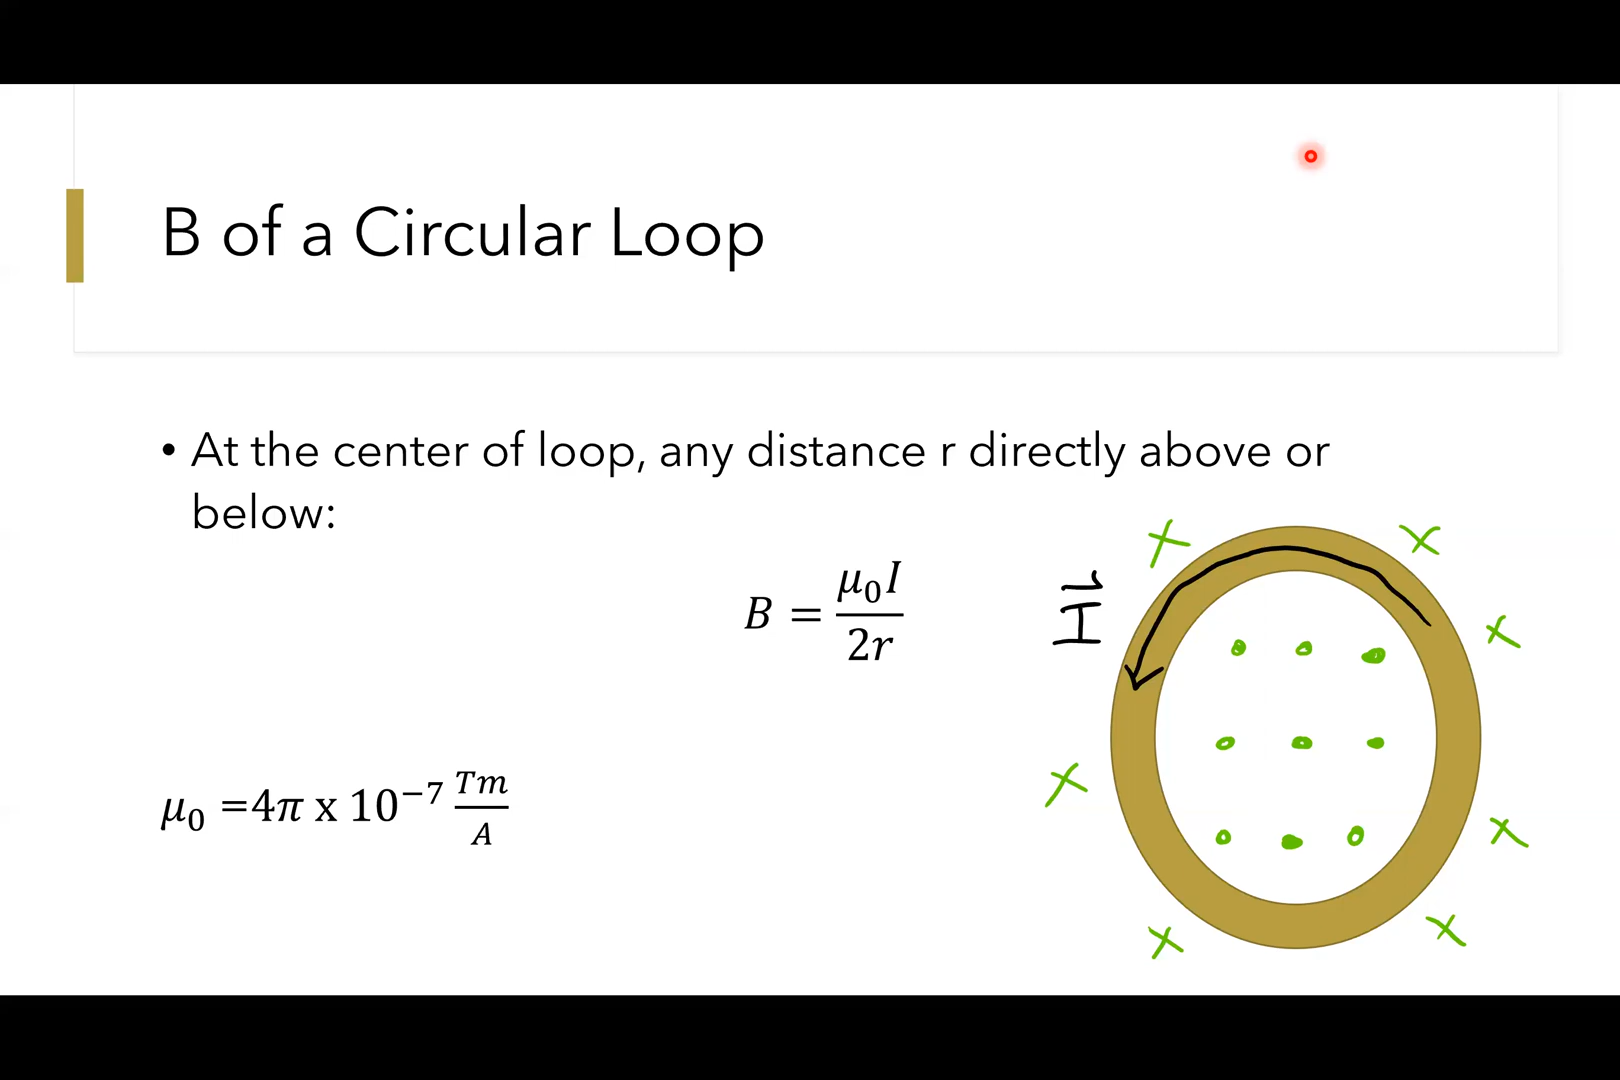 B of a Circular Loop
• At the center of loop, any distance r directly above or
below:
B = μ₀I / 2r
I⃗
μ₀ =4π x 10⁻⁷ Tm / A